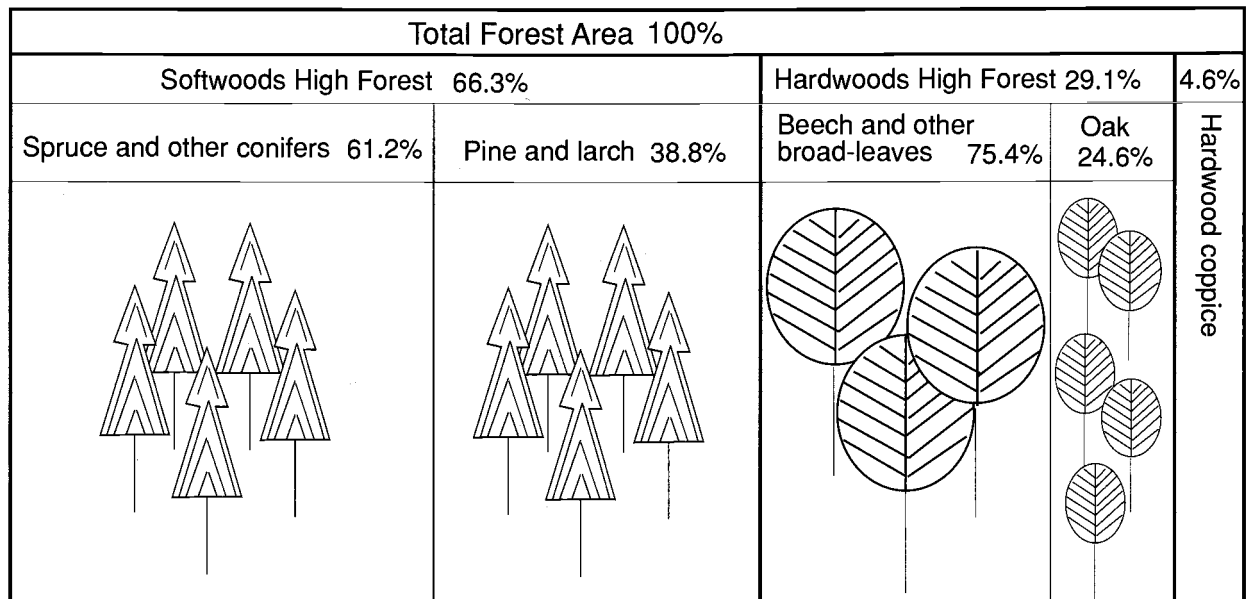 Total Forest Area 100%
Softwoods High Forest 66.3%
Hardwoods High Forest 29.1%
4.6%
Spruce and other conifers 61.2%
Pine and larch 38.8%
Beech and other
broad-leaves 75.4%
Oak
24.6%
Hardwood coppice